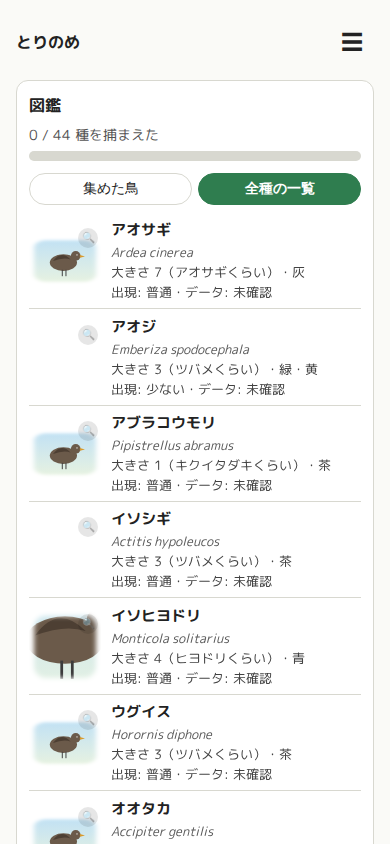 とりのめ
図鑑
0 / 44 種を捕まえた
集めた鳥
全種の一覧
アオサギ
Ardea cinerea
大きさ 7（アオサギくらい）・灰
出現: 普通・データ: 未確認
アオジ
Emberiza spodocephala
大きさ 3（ツバメくらい）・緑・黄
出現: 少ない・データ: 未確認
アブラコウモリ
Pipistrellus abramus
大きさ 1（キクイタダキくらい）・茶
出現: 普通・データ: 未確認
イソシギ
Actitis hypoleucos
大きさ 3（ツバメくらい）・茶
出現: 普通・データ: 未確認
イソヒヨドリ
Monticola solitarius
大きさ 4（ヒヨドリくらい）・青
出現: 普通・データ: 未確認
ウグイス
Horornis diphone
大きさ 3（ツバメくらい）・茶
出現: 普通・データ: 未確認
オオタカ
Accipiter gentilis